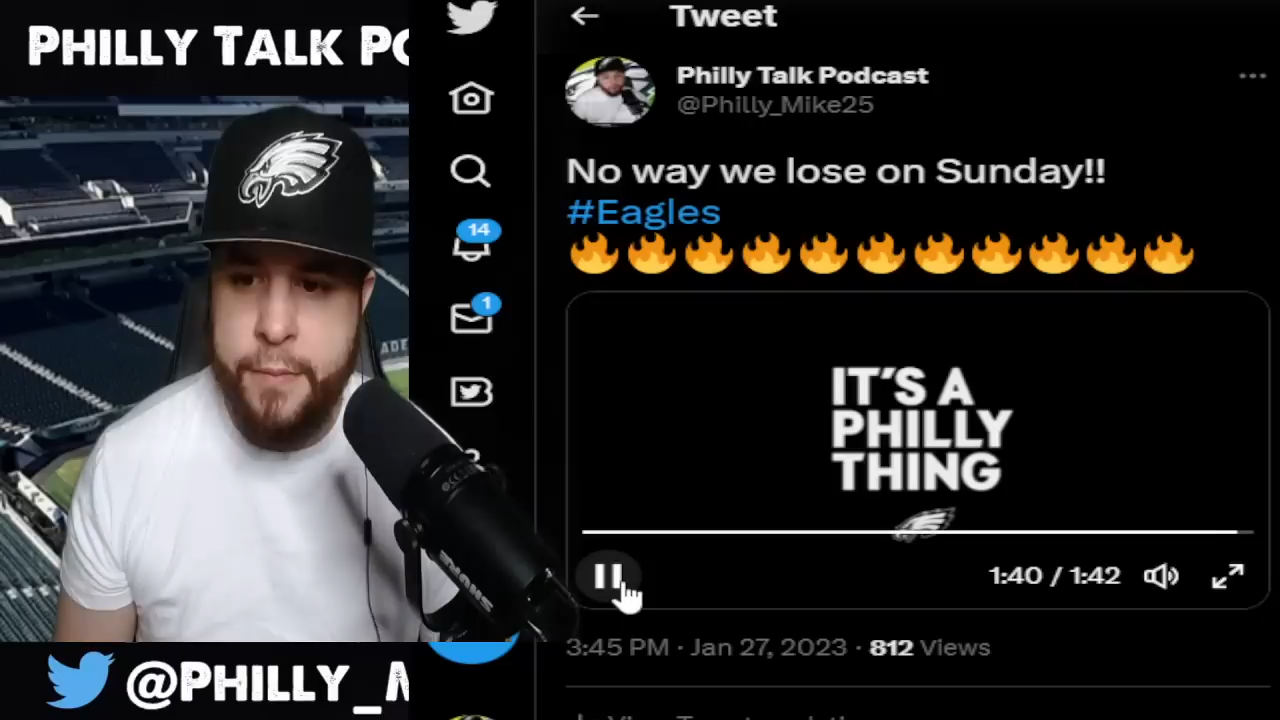 PHILLY TALK PO
@PHILLY_M
14
1
Tweet
Philly Talk Podcast
@Philly_Mike25
No way we lose on Sunday!!
#Eagles
🔥🔥🔥🔥🔥🔥🔥🔥🔥🔥🔥
IT'S A
PHILLY
THING
1:40 / 1:42
3:45 PM · Jan 27, 2023 · 812 Views
SHURE